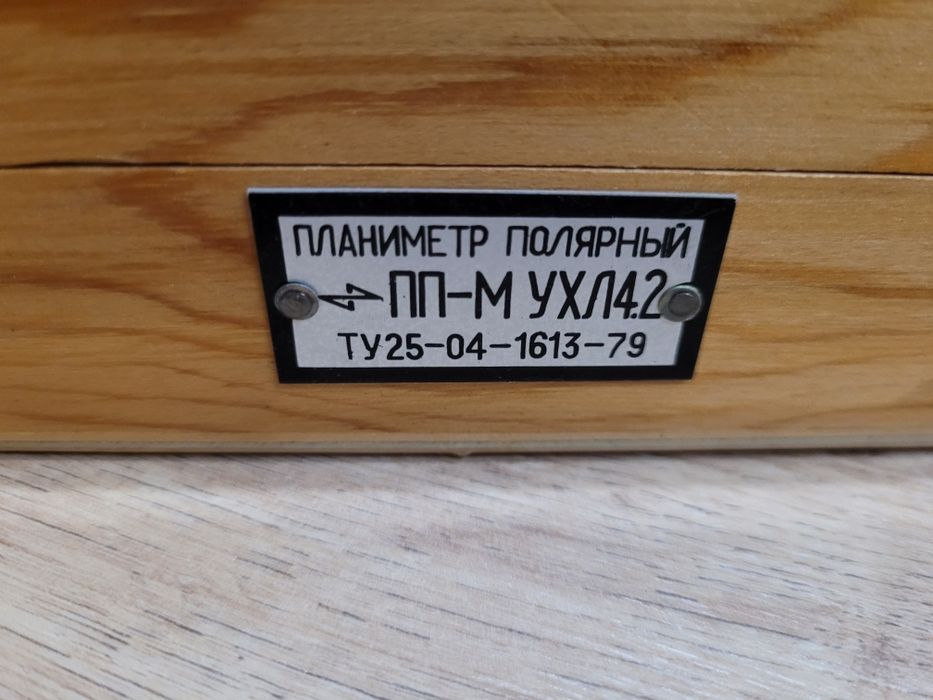 ПЛАНИМЕТР ПОЛЯРНЫЙ
ПП-М УХЛ4.2
ТУ25-04-1613-79